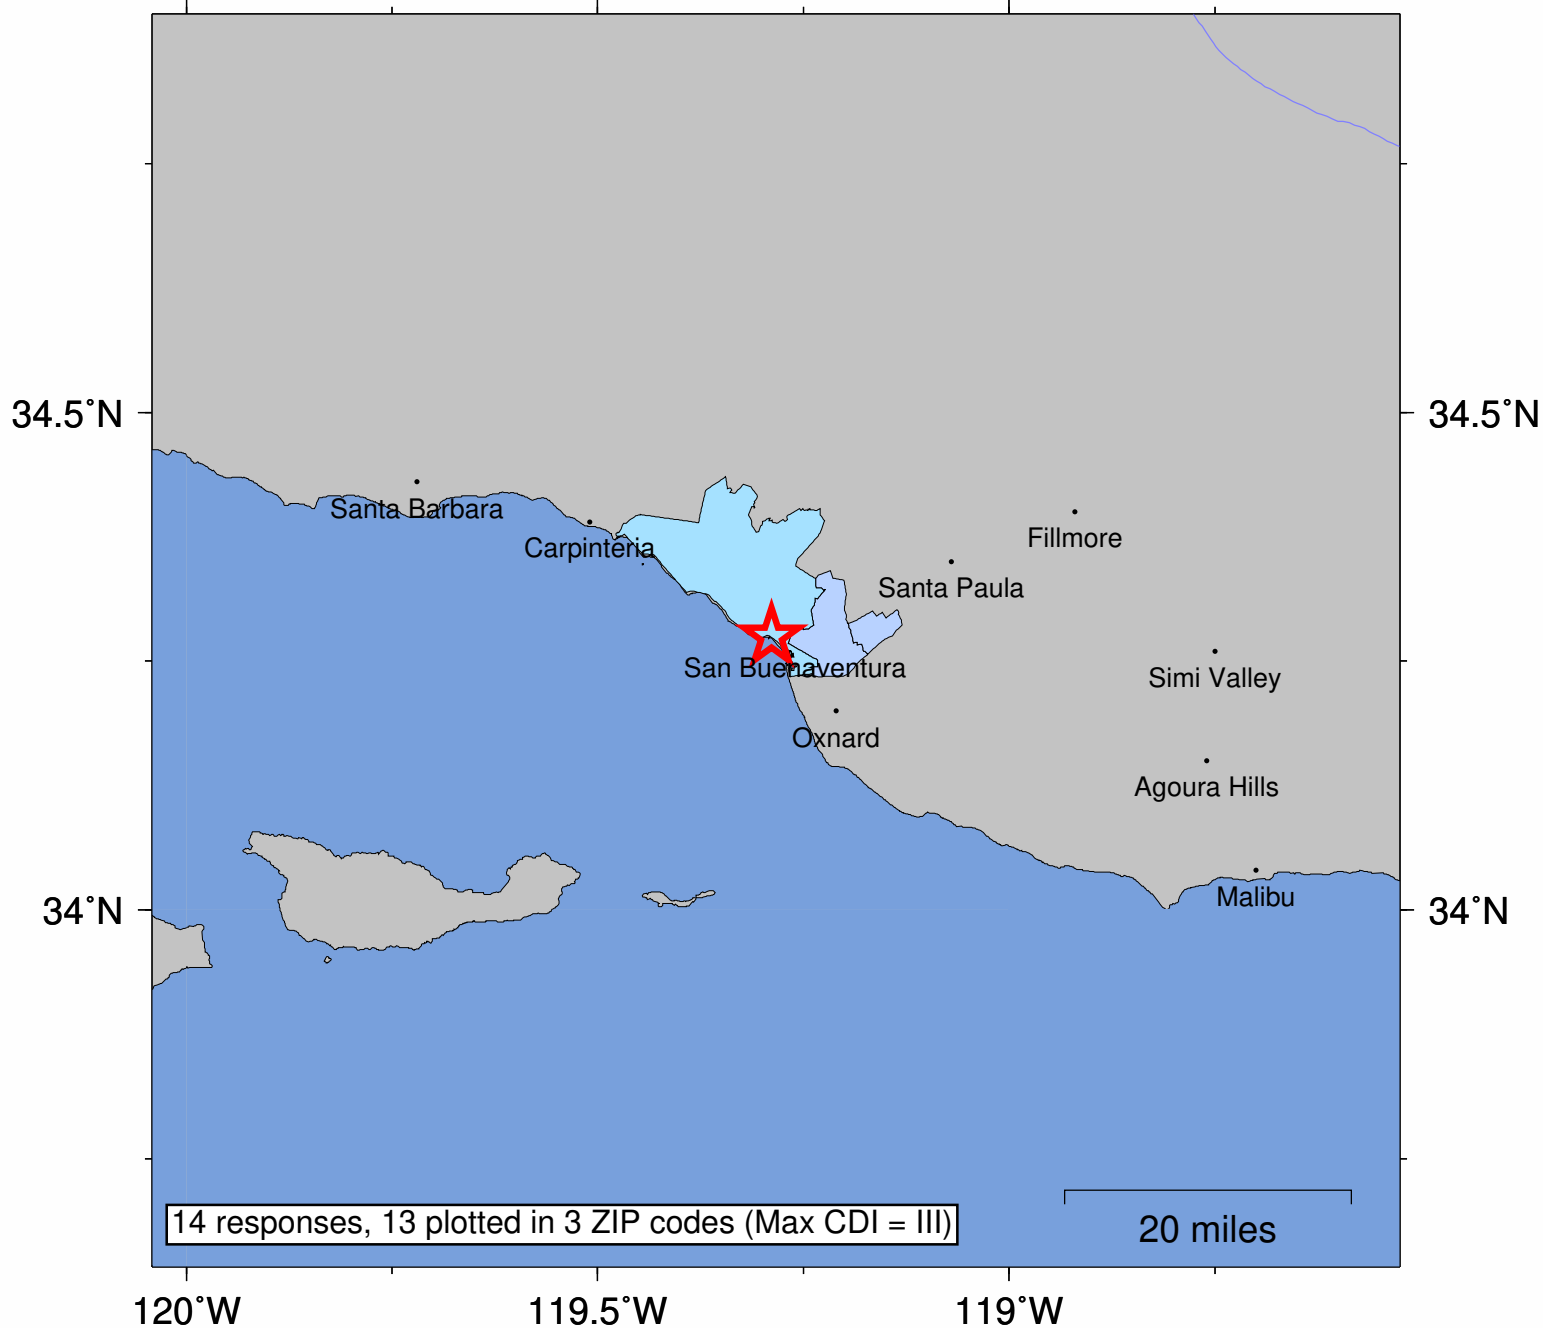 34.5˚N
34.5˚N
Santa Barbara
Carpinteria
Fillmore
Santa Paula
San Buenaventura
Simi Valley
Oxnard
Agoura Hills
Malibu
34˚N
34˚N
14 responses, 13 plotted in 3 ZIP codes (Max CDI = III)
20 miles
120˚W
119.5˚W
119˚W